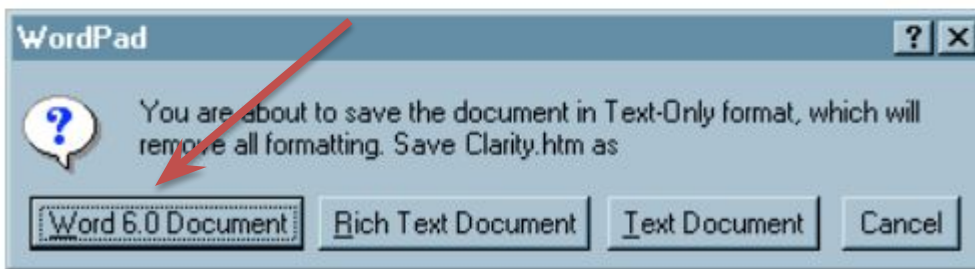 WordPad
You are about to save the document in Text-Only format, which will
remove all formatting. Save Clarity.htm as
Word 6.0 Document Rich Text Document Text Document Cancel